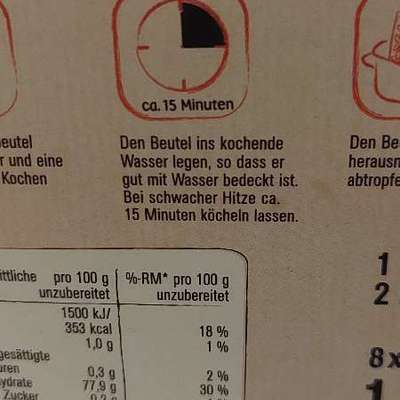 ca. 15 Minuten
eutel
r und eine
Kochen
Den Beutel ins kochende
Wasser legen, so dass er
gut mit Wasser bedeckt ist.
Bei schwacher Hitze ca.
15 Minuten köcheln lassen.
Den Be
herausn
abtropfe
ittliche pro 100 g %-RM* pro 100 g
unzubereitet unzubereitet
1500 kJ/
353 kcal 18 %
1,0 g 1 %
gesättigte
uren 0,3 g 2 %
ydrate 77,9 g 30 %
Zucker
1
2
8 x
1